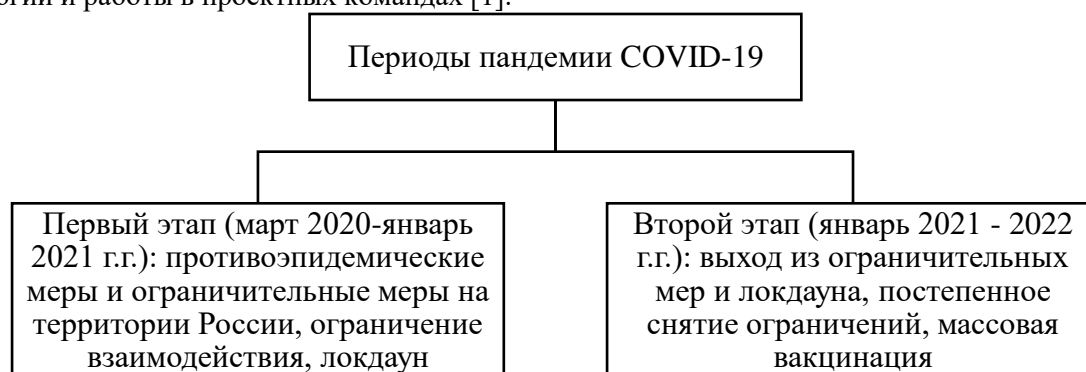 работы в проектных командах [1].
Периоды пандемии COVID-19
Первый этап (март 2020-январь
2021 г.г.): противоэпидемические
меры и ограничительные меры на
территории России, ограничение
взаимодействия, локдаун
Второй этап (январь 2021 - 2022
г.г.): выход из ограничительных
мер и локдауна, постепенное
снятие ограничений, массовая
вакцинация